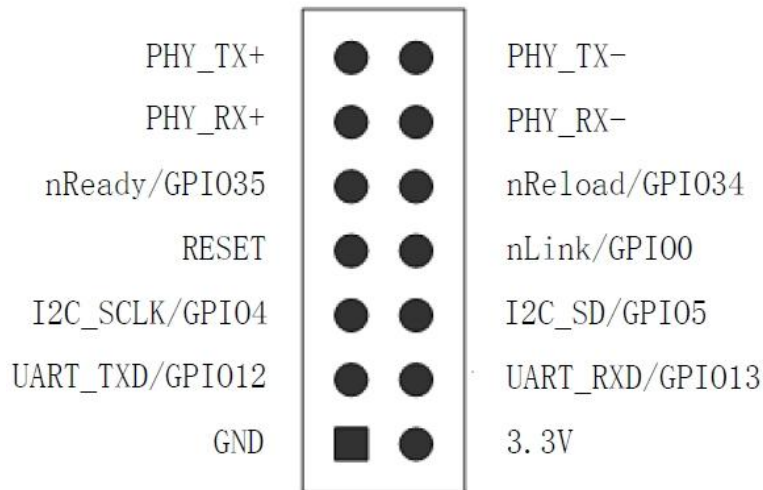 PHY_TX+ PHY_TX-
PHY_RX+ PHY_RX-
nReady/GPIO35 nReload/GPIO34
RESET nLink/GPIO0
I2C_SCLK/GPIO4 I2C_SD/GPIO5
UART_TXD/GPIO12 UART_RXD/GPIO13
GND 3.3V